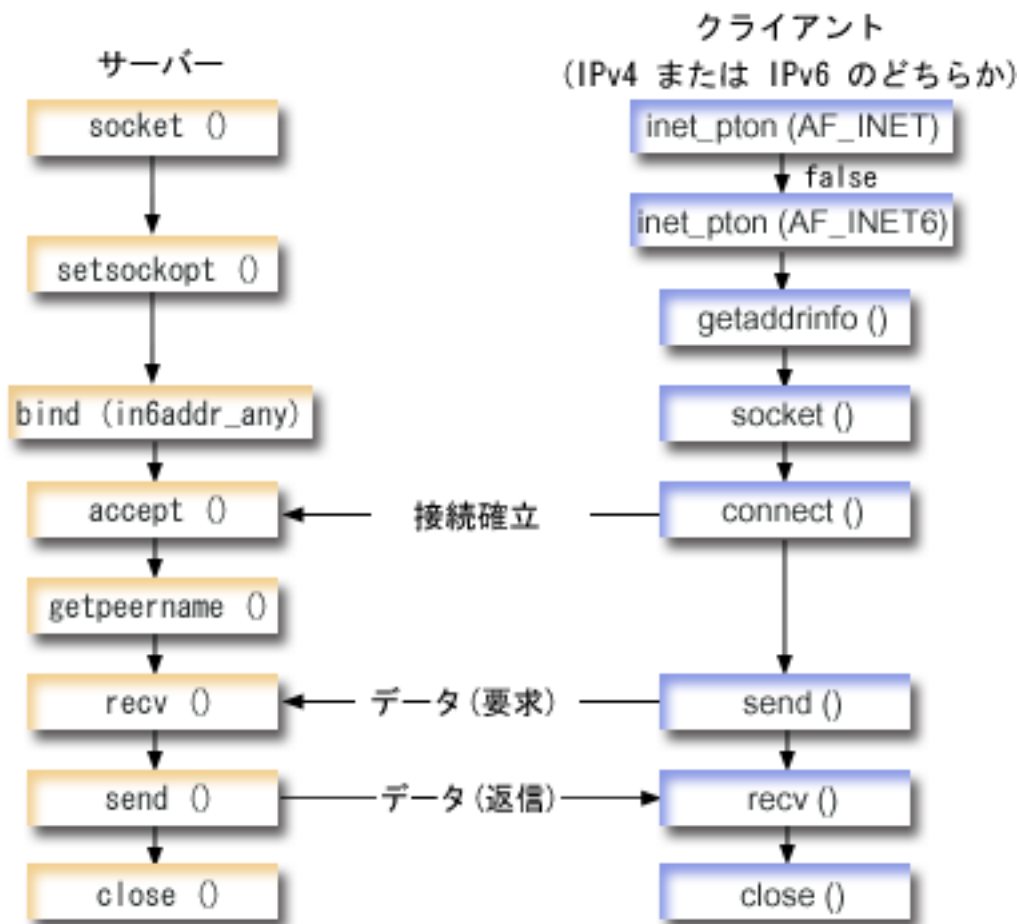 サーバー
socket ()
setsockopt ()
bind (in6addr_any)
accept ()
getpeername ()
recv ()
send ()
close ()
接続確立
データ(要求)
データ(返信)
クライアント
(IPv4 または IPv6 のどちらか)
inet_pton (AF_INET)
false
inet_pton (AF_INET6)
getaddrinfo ()
socket ()
connect ()
send ()
recv ()
close ()